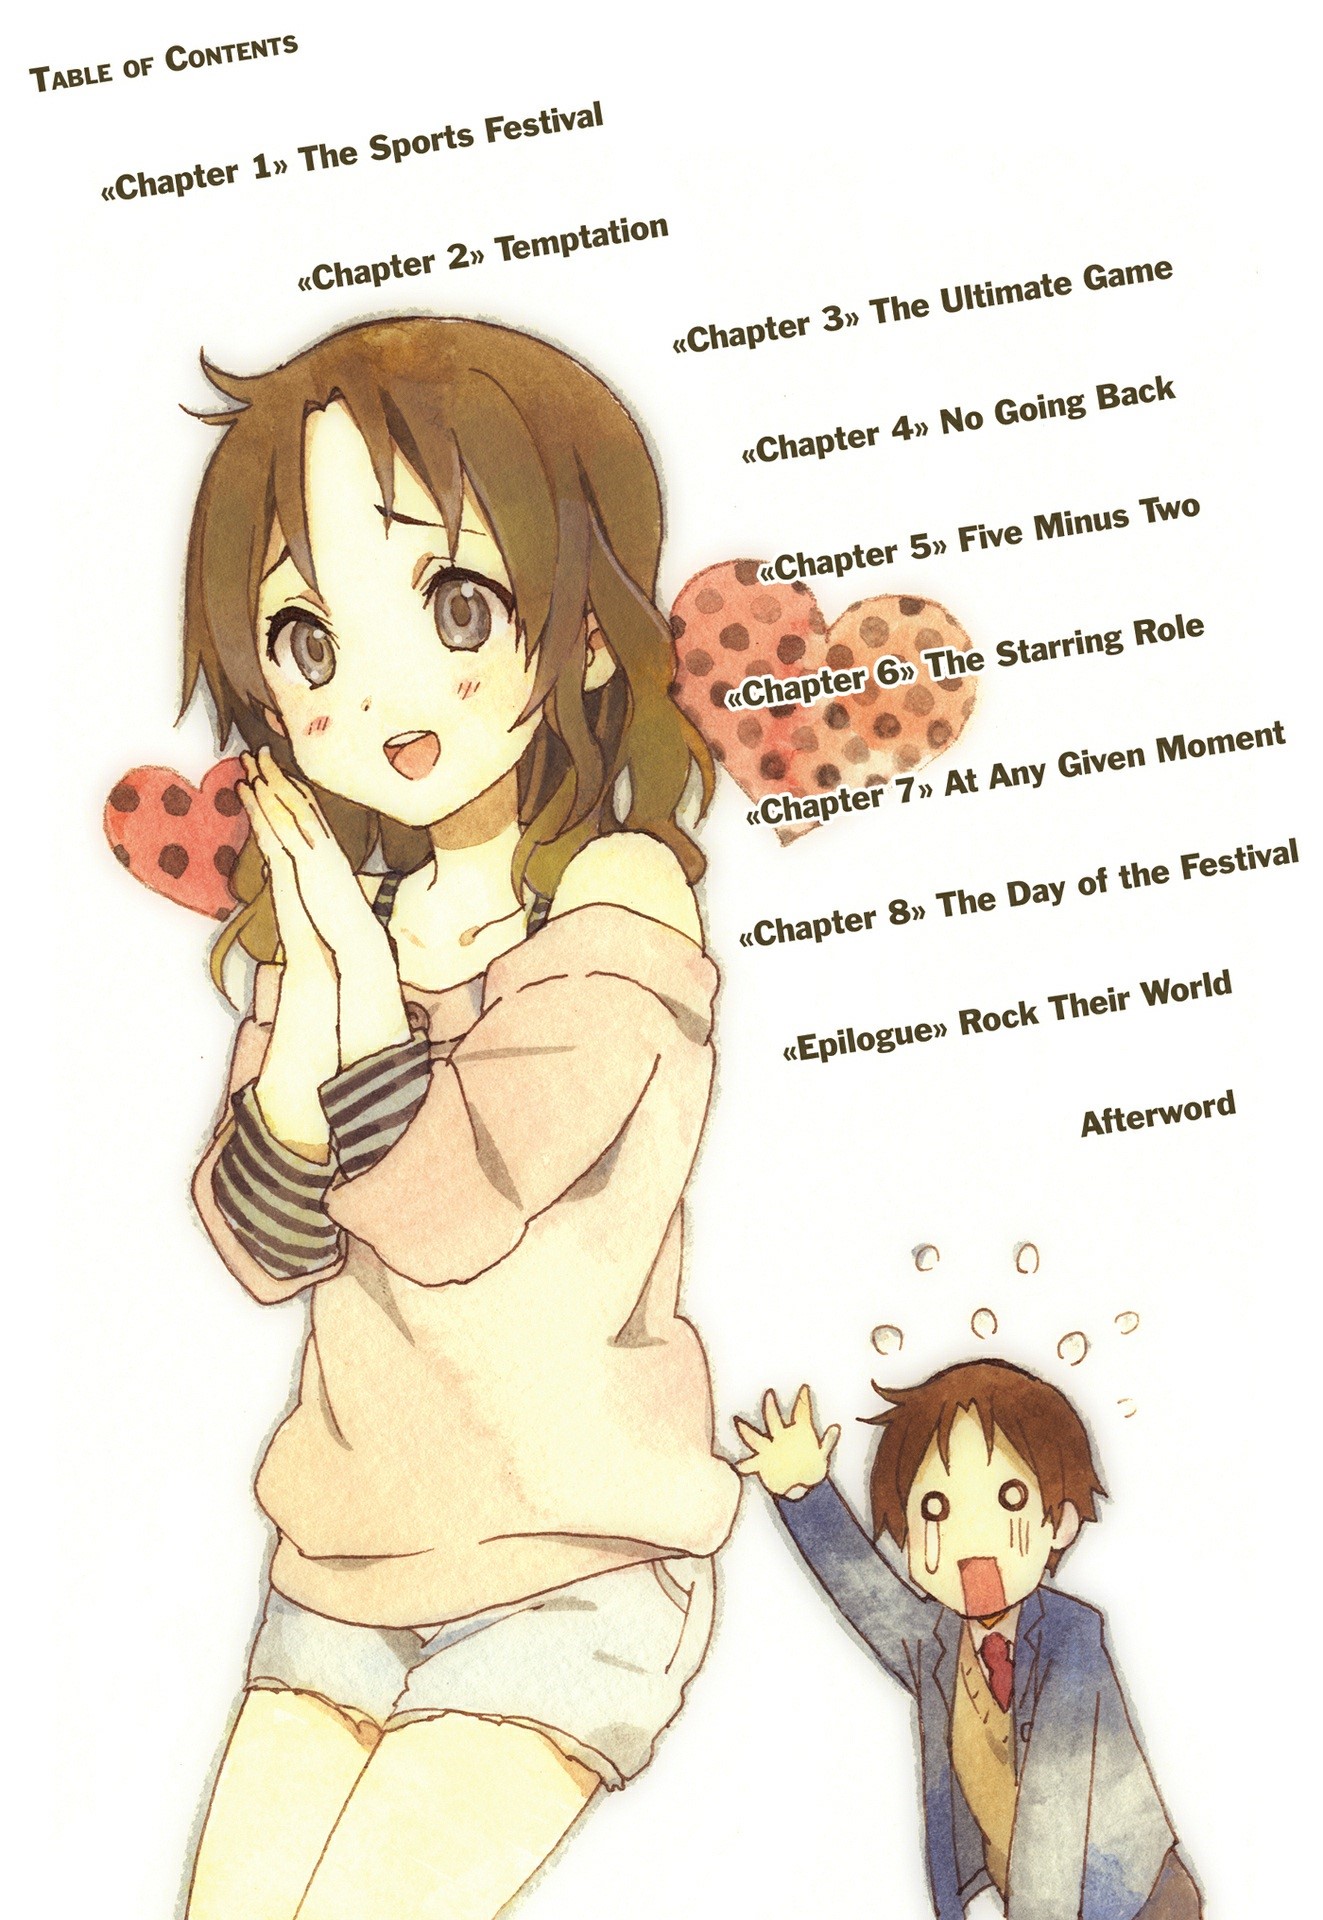 TABLE OF CONTENTS
«Chapter 1» The Sports Festival
«Chapter 2» Temptation
«Chapter 3» The Ultimate Game
«Chapter 4» No Going Back
«Chapter 5» Five Minus Two
«Chapter 6» The Starring Role
«Chapter 7» At Any Given Moment
«Chapter 8» The Day of the Festival
«Epilogue» Rock Their World
Afterword